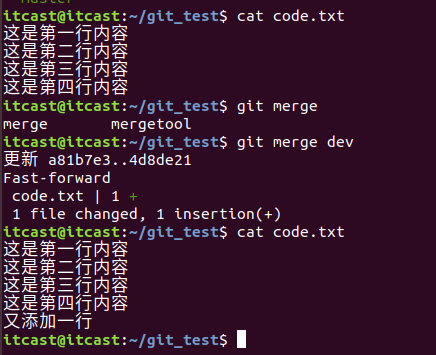 itcast@itcast:~/git_test$ cat code.txt
这是第一行内容
这是第二行内容
这是第三行内容
这是第四行内容
itcast@itcast:~/git_test$ git merge
merge mergetool
itcast@itcast:~/git_test$ git merge dev
更新 a81b7e3..4d8de21
Fast-forward
code.txt | 1 +
1 file changed, 1 insertion(+)
itcast@itcast:~/git_test$ cat code.txt
这是第一行内容
这是第二行内容
这是第三行内容
这是第四行内容
又添加一行
itcast@itcast:~/git_test$